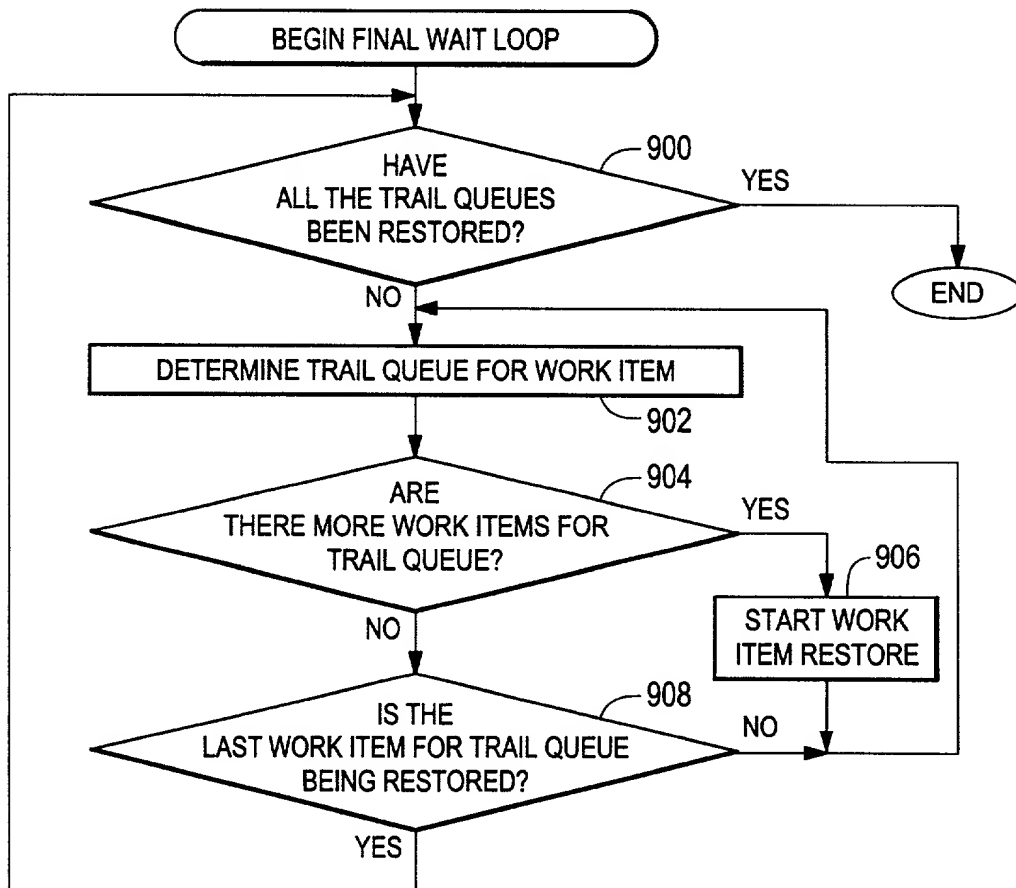 BEGIN FINAL WAIT LOOP
900
HAVE
ALL THE TRAIL QUEUES
BEEN RESTORED?
YES
NO
END
DETERMINE TRAIL QUEUE FOR WORK ITEM
902
904
ARE
THERE MORE WORK ITEMS FOR
TRAIL QUEUE?
YES
906
START WORK
ITEM RESTORE
NO
908
IS THE
LAST WORK ITEM FOR TRAIL QUEUE
BEING RESTORED?
NO
YES